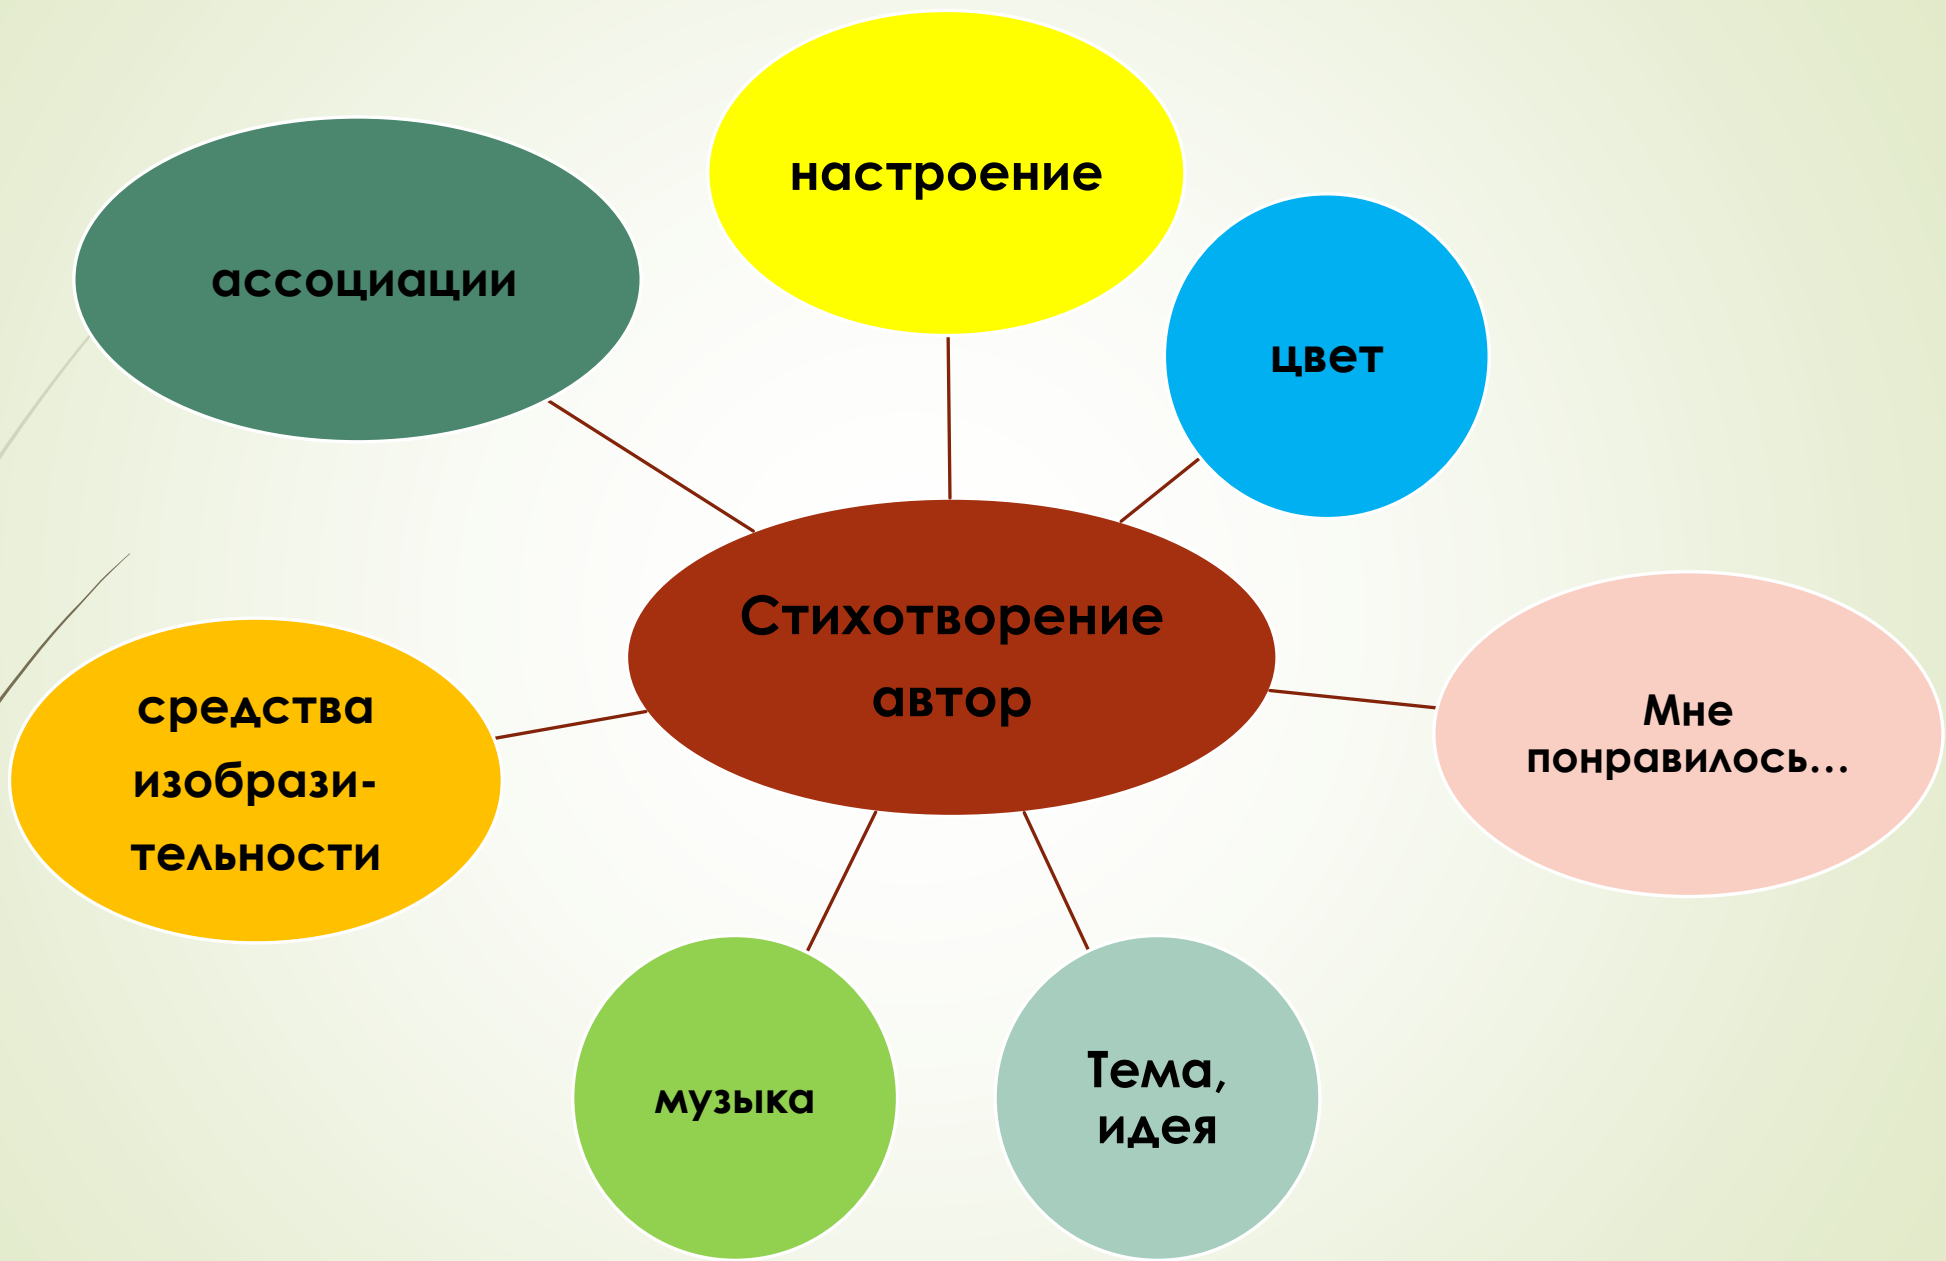 настроение
ассоциации
цвет
Стихотворение
автор
средства
изобрази-
тельности
Мне
понравилось...
музыка
Тема,
идея